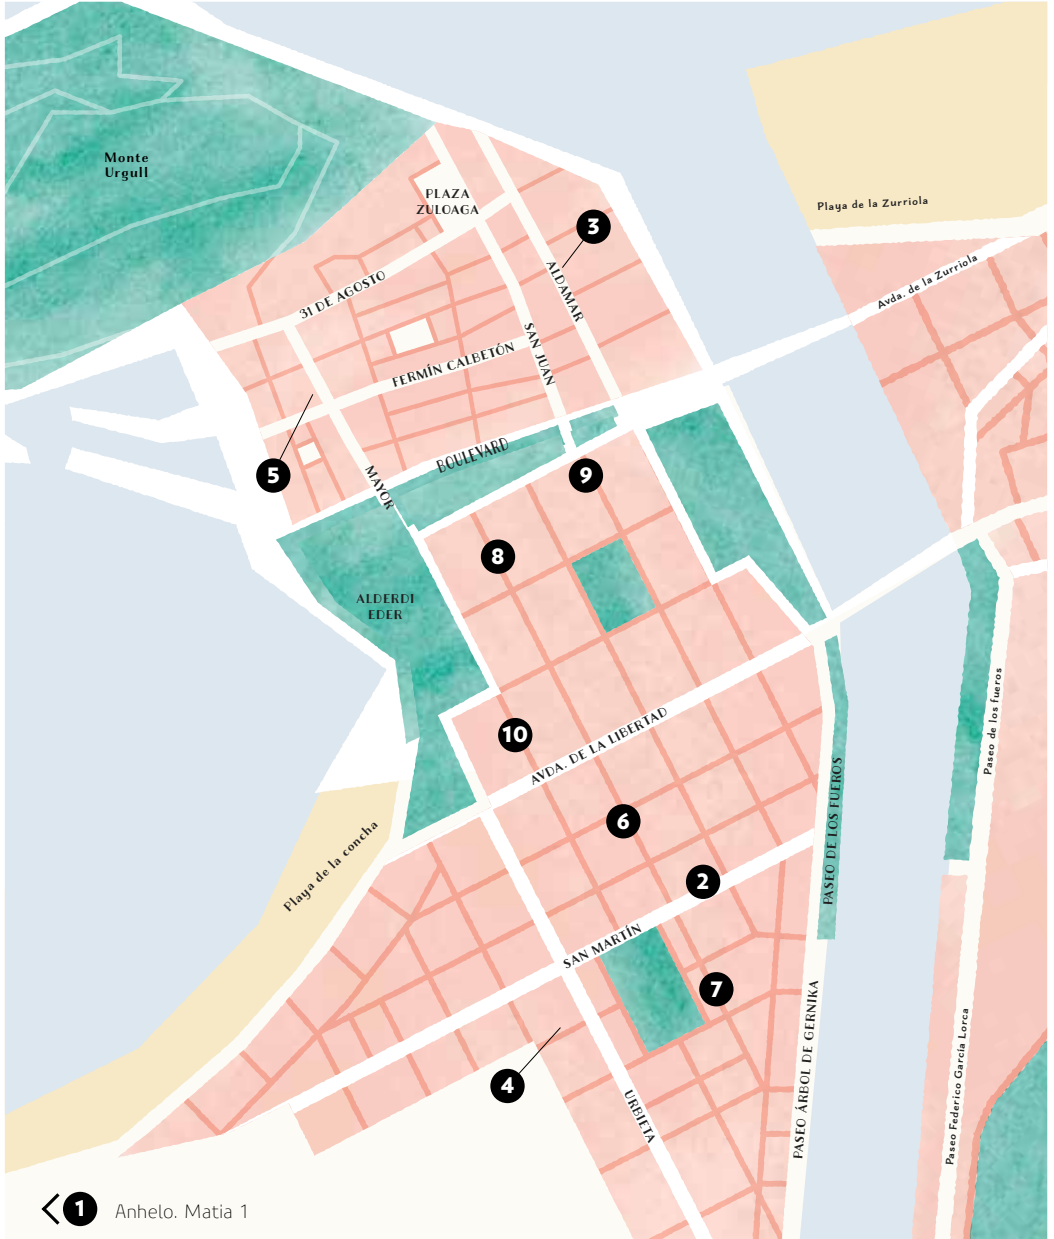 Monte
Urgull
PLAZA
ZULOAGA
3
Playa de la Zurriola
Avda. de la Zurriola
31 DE AGOSTO
ALDAMAR
SAN JUAN
FERMÍN CALBETÓN
BOULEVARD
5
MAYOR
9
8
ALDERDI
EDER
10
AVDA. DE LA LIBERTAD
Paseo de los fueros
PASEO DE LOS FUEROS
6
Playa de la concha
2
SAN MARTÍN
7
4
URBIETA
PASEO ÁRBOL DE GERNIKA
Paseo Federico García Lorca
1 Anhelo. Matia 1